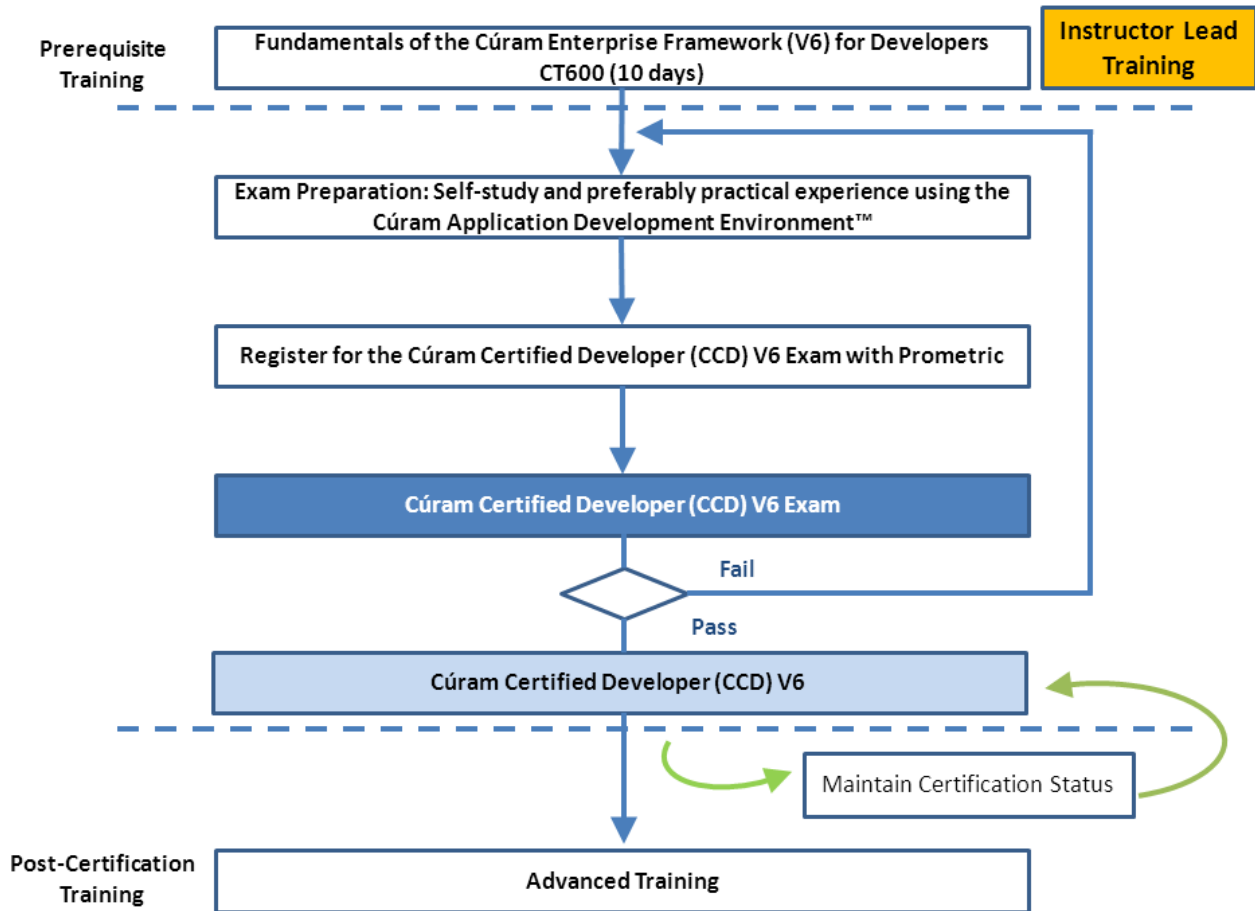 Prerequisite
Training
Fundamentals of the Cúram Enterprise Framework (V6) for Developers
CT600 (10 days)
Instructor Lead
Training
Exam Preparation: Self-study and preferably practical experience using the
Cúram Application Development Environment™
Register for the Cúram Certified Developer (CCD) V6 Exam with Prometric
Cúram Certified Developer (CCD) V6 Exam
Fail
Pass
Cúram Certified Developer (CCD) V6
Maintain Certification Status
Post-Certification
Training
Advanced Training